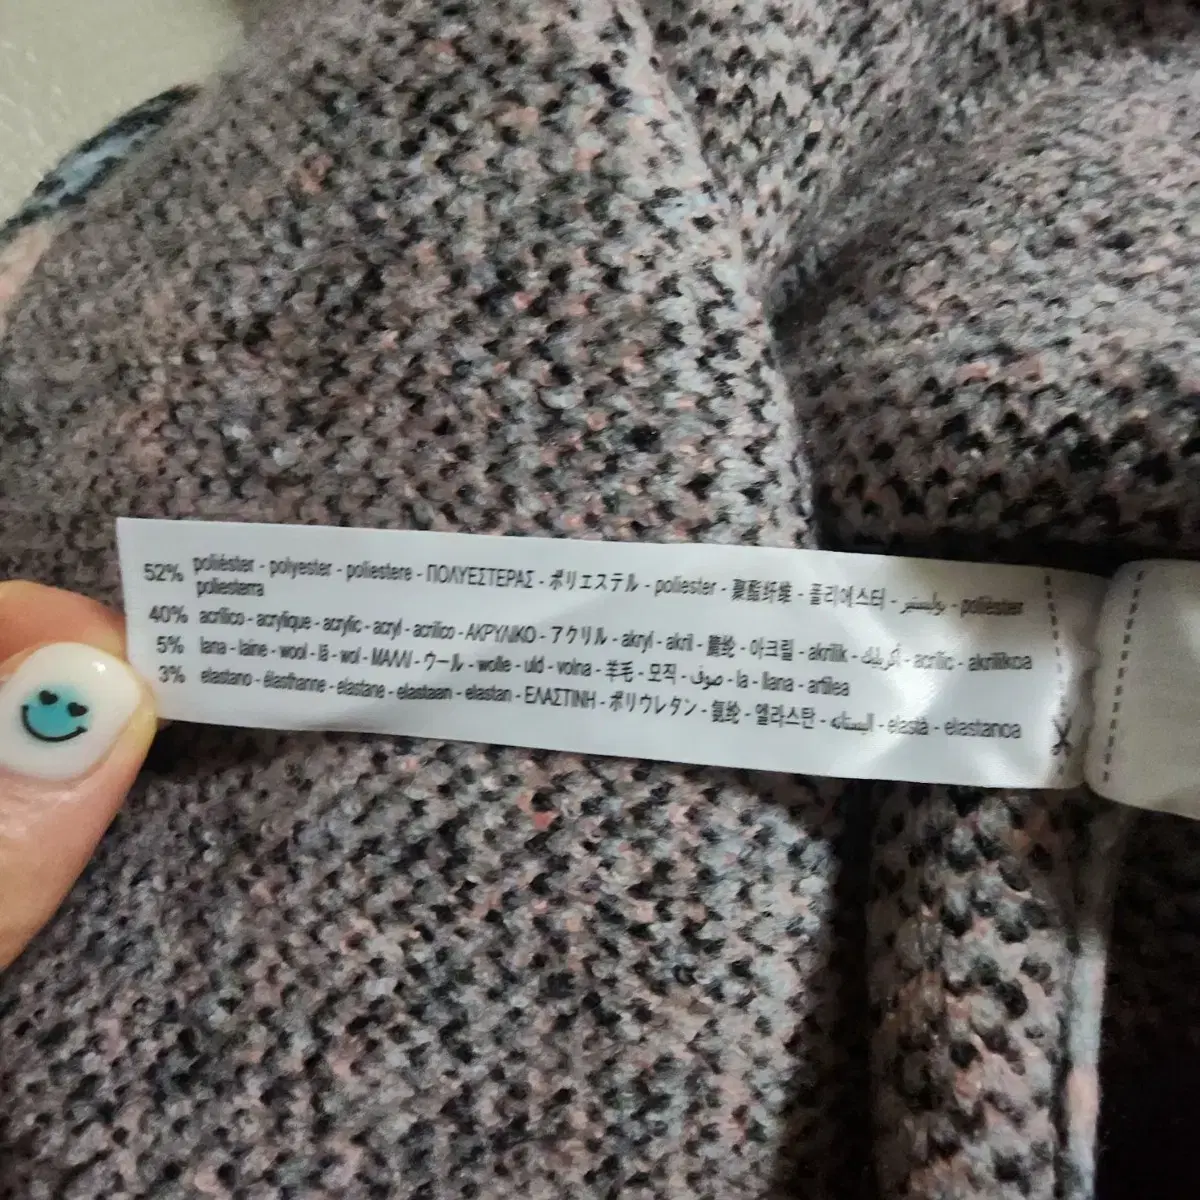 52% poliéster - polyester - poliestere - ΠΟΛΥΕΣΤΕΡΑΣ - ポリエステル - poliester - 聚酯纤维 - 폴리에스터 - بوليستير - polièster
poliesterra
40% acrílico - acrylique - acrylic - acryl - acrilico - ΑΚΡΥΛΙΚΟ - アクリル - akryl - akril - 腈纶 - 아크릴 - akrilik - أكريليك - acrílic - akrilikoa
5% lana - laine - wool - lã - wol - ΜΑΛΛΙ - ウール - wolle - uld - volna - 羊毛 - 모직 - صوف - la - llana - artilea
3% elastano - élasthanne - elastane - elastaan - elastan - ΕΛΑΣΤΙΝΗ - ポリウレタン - 氨纶 - 엘라스탄 - الستانه - elastà - elastanoa